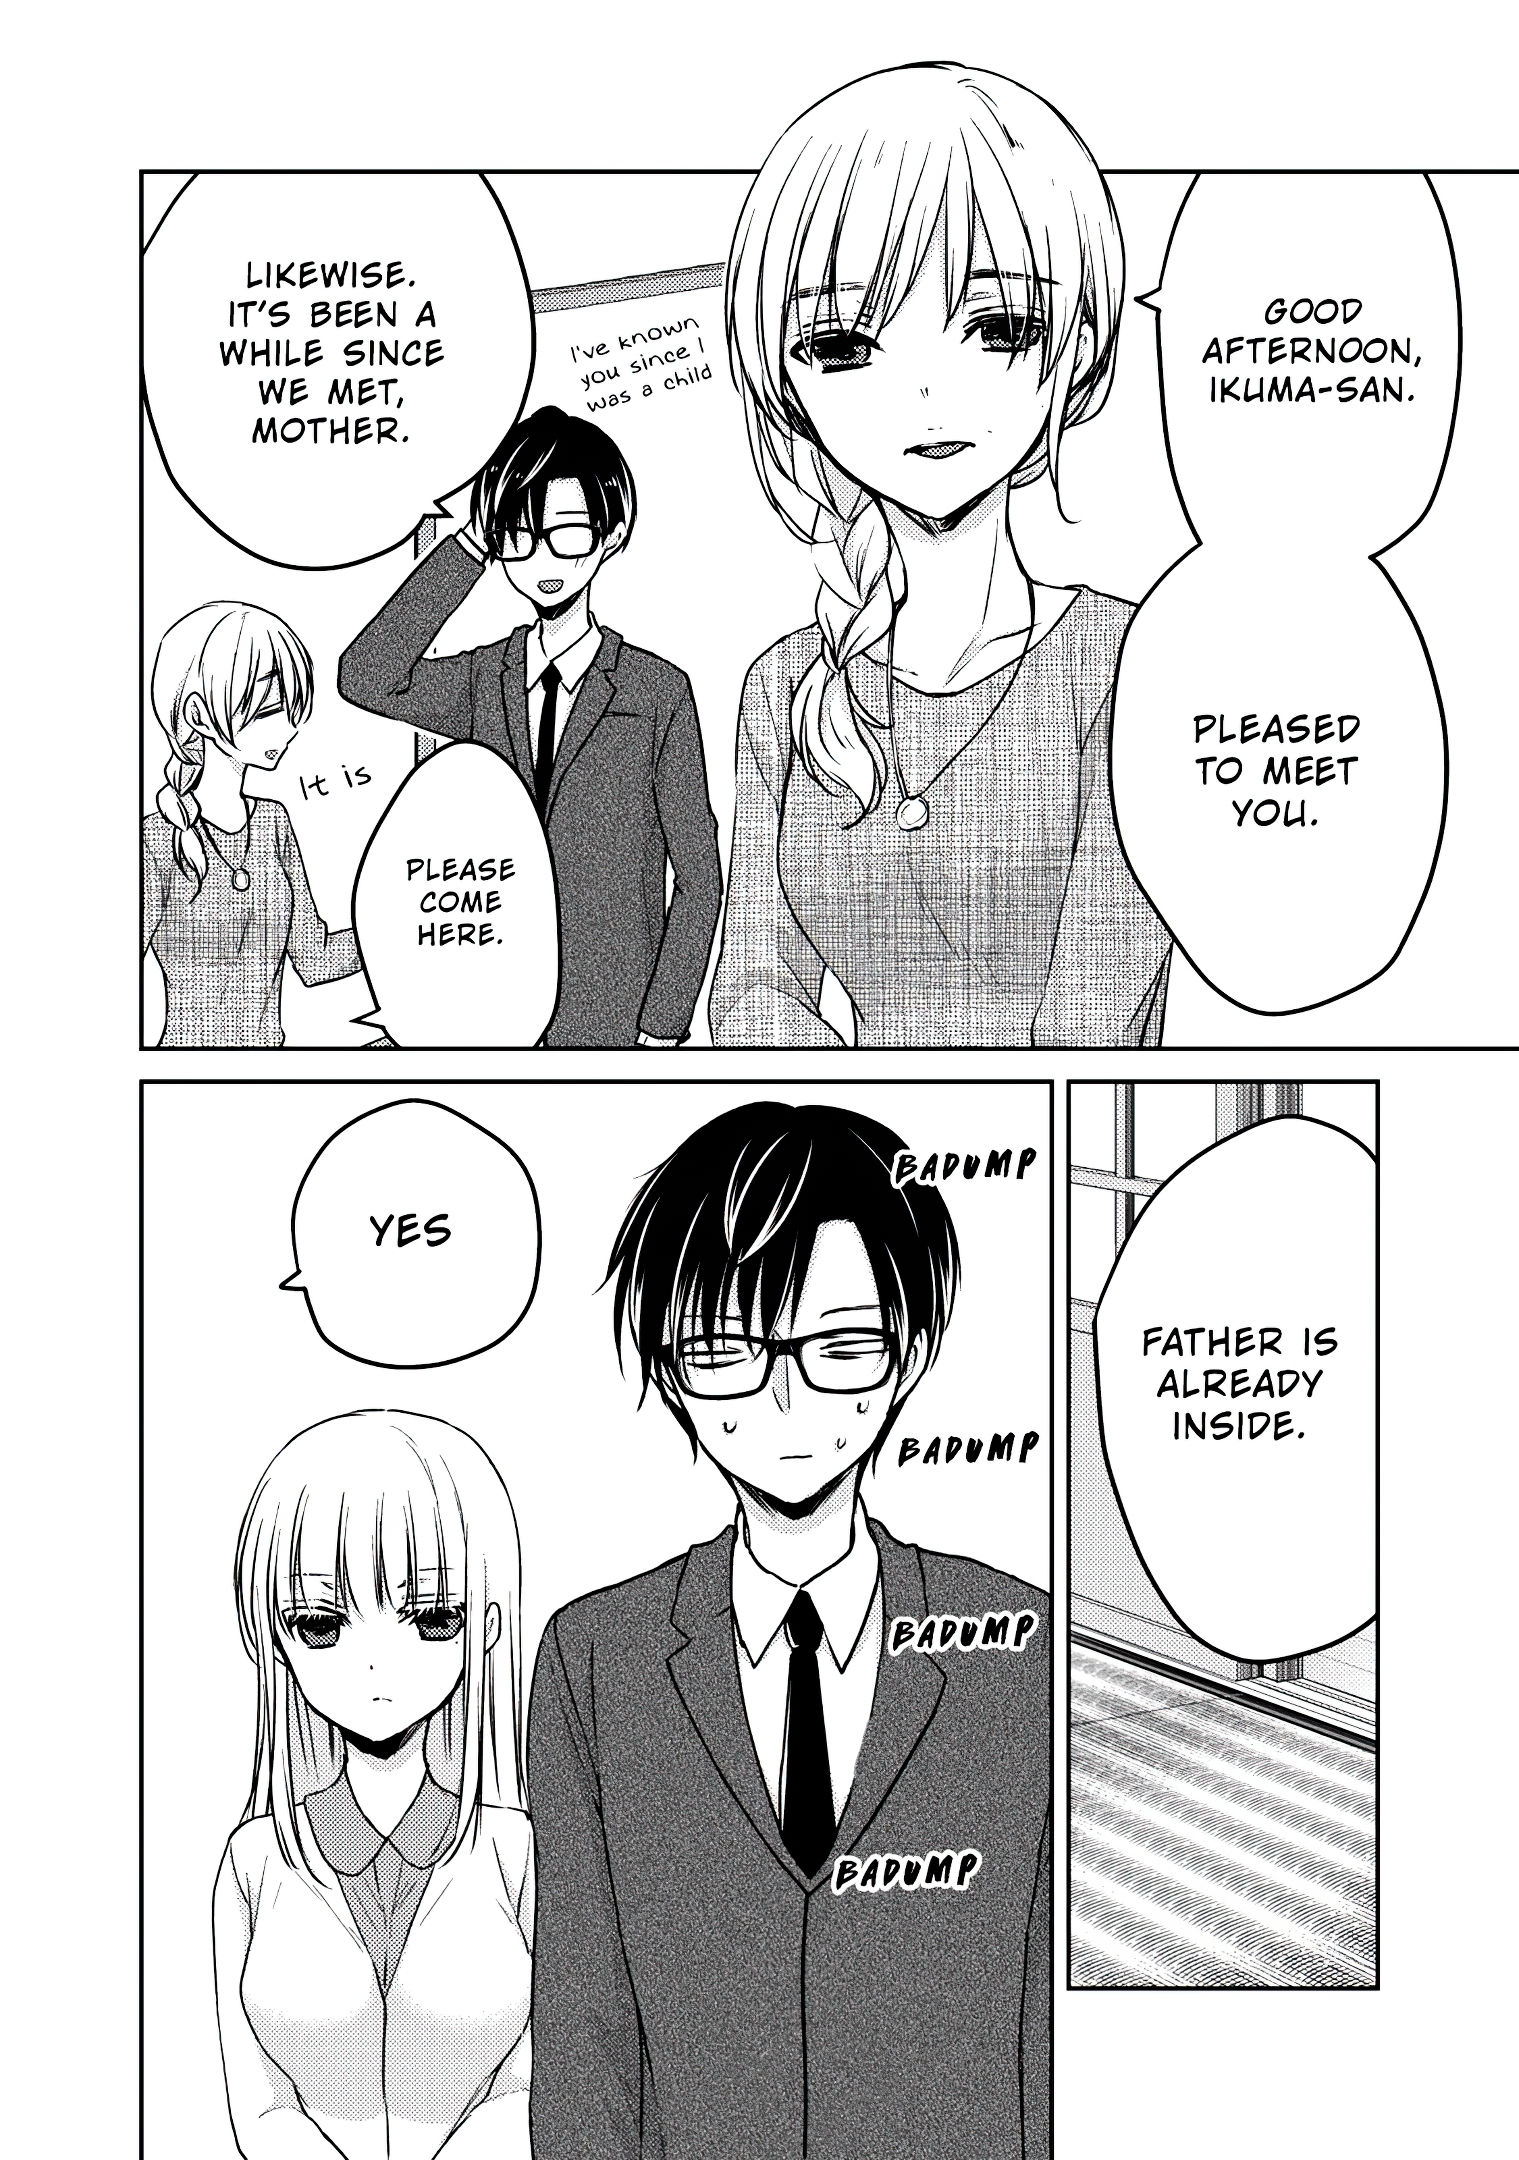 GOOD
AFTERNOON,
IKUMA-SAN.
PLEASED
TO MEET
YOU.
LIKEWISE.
IT'S BEEN A
WHILE SINCE
WE MET,
MOTHER.
I've known
you since I
was a child
It is
PLEASE
COME
HERE.
FATHER IS
ALREADY
INSIDE.
BADUMP
BADUMP
BADUMP
BADUMP
YES